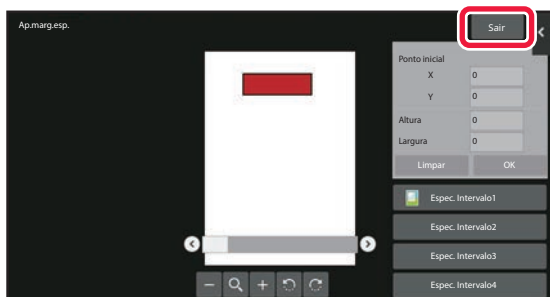 Ap.marg.esp.
Sair
Ponto inicial
X 0
Y 0
Altura 0
Largura 0
Limpar OK
Espec. Intervalo1
Espec. Intervalo2
Espec. Intervalo3
Espec. Intervalo4